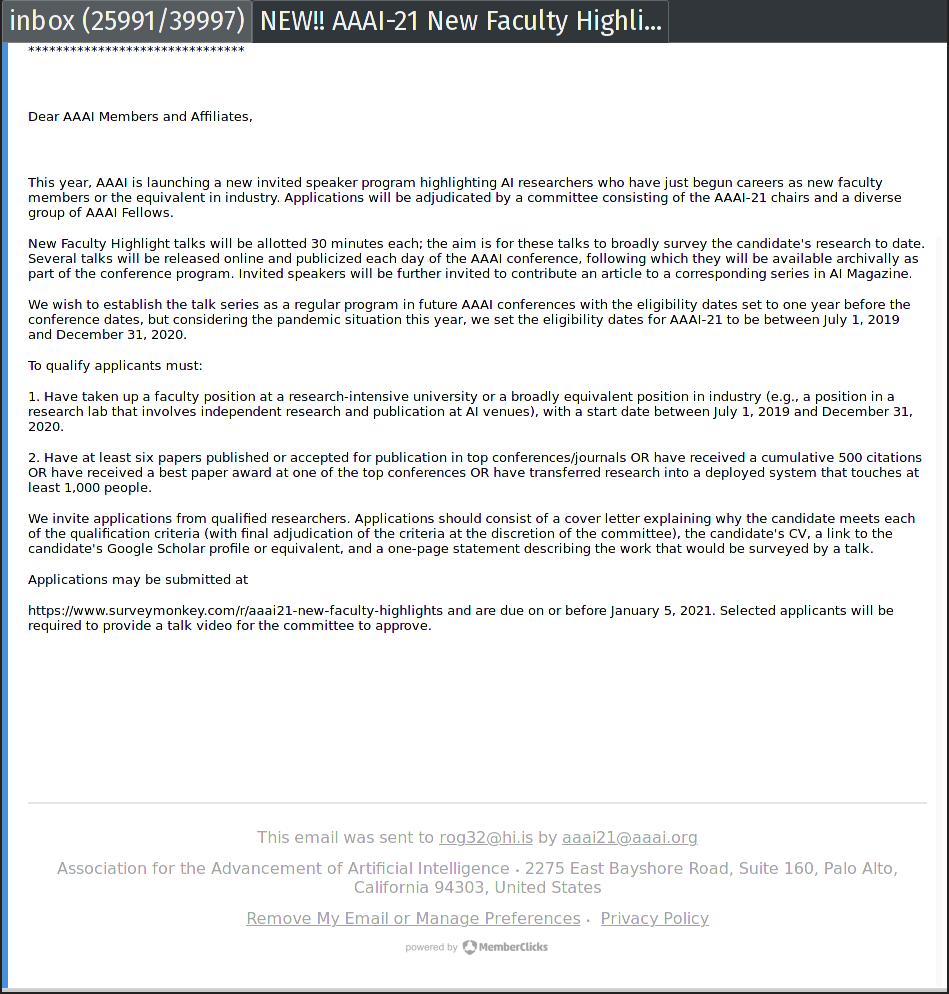 inbox (25991/39997) NEW!! AAAI-21 New Faculty Highli...
*******************************
Dear AAAI Members and Affiliates,
This year, AAAI is launching a new invited speaker program highlighting AI researchers who have just begun careers as new faculty
members or the equivalent in industry. Applications will be adjudicated by a committee consisting of the AAAI-21 chairs and a diverse
group of AAAI Fellows.
New Faculty Highlight talks will be allotted 30 minutes each; the aim is for these talks to broadly survey the candidate's research to date.
Several talks will be released online and publicized each day of the AAAI conference, following which they will be available archivally as
part of the conference program. Invited speakers will be further invited to contribute an article to a corresponding series in AI Magazine.
We wish to establish the talk series as a regular program in future AAAI conferences with the eligibility dates set to one year before the
conference dates, but considering the pandemic situation this year, we set the eligibility dates for AAAI-21 to be between July 1, 2019
and December 31, 2020.
To qualify applicants must:
1. Have taken up a faculty position at a research-intensive university or a broadly equivalent position in industry (e.g., a position in a
research lab that involves independent research and publication at AI venues), with a start date between July 1, 2019 and December 31,
2020.
2. Have at least six papers published or accepted for publication in top conferences/journals OR have received a cumulative 500 citations
OR have received a best paper award at one of the top conferences OR have transferred research into a deployed system that touches at
least 1,000 people.
We invite applications from qualified researchers. Applications should consist of a cover letter explaining why the candidate meets each
of the qualification criteria (with final adjudication of the criteria at the discretion of the committee), the candidate's CV, a link to the
candidate's Google Scholar profile or equivalent, and a one-page statement describing the work that would be surveyed by a talk.
Applications may be submitted at
https://www.surveymonkey.com/r/aaai21-new-faculty-highlights and are due on or before January 5, 2021. Selected applicants will be
required to provide a talk video for the committee to approve.
This email was sent to rog32@hi.is by aaai21@aaai.org
Association for the Advancement of Artificial Intelligence · 2275 East Bayshore Road, Suite 160, Palo Alto,
California 94303, United States
Remove My Email or Manage Preferences · Privacy Policy
powered by MemberClicks